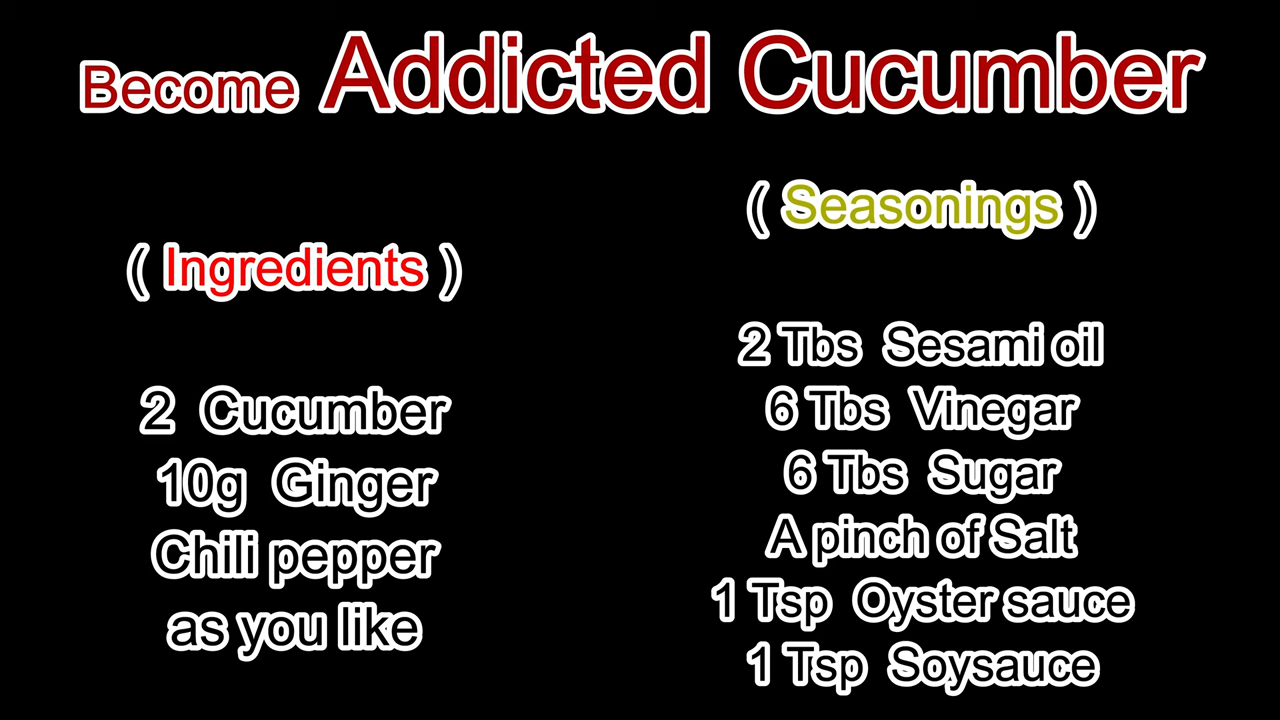 Become Addicted Cucumber
( Ingredients )
2 Cucumber
10g Ginger
Chili pepper
as you like
( Seasonings )
2 Tbs Sesami oil
6 Tbs Vinegar
6 Tbs Sugar
A pinch of Salt
1 Tsp Oyster sauce
1 Tsp Soysauce